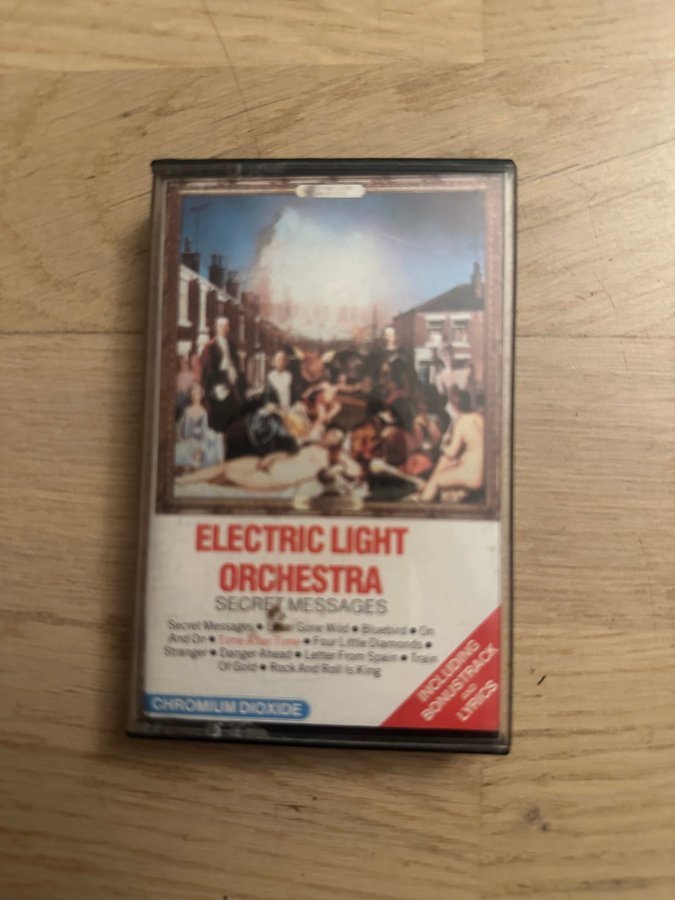 ELECTRIC LIGHT
ORCHESTRA
SECRET MESSAGES
Secret Messages • Loser Gone Wild • Bluebird • On
And On • Time After Time • Four Little Diamonds •
Stranger • Danger Ahead • Letter From Spain • Train
Of Gold • Rock And Roll Is King
INCLUDING
BONUSTRACK
AND
LYRICS
CHROMIUM DIOXIDE